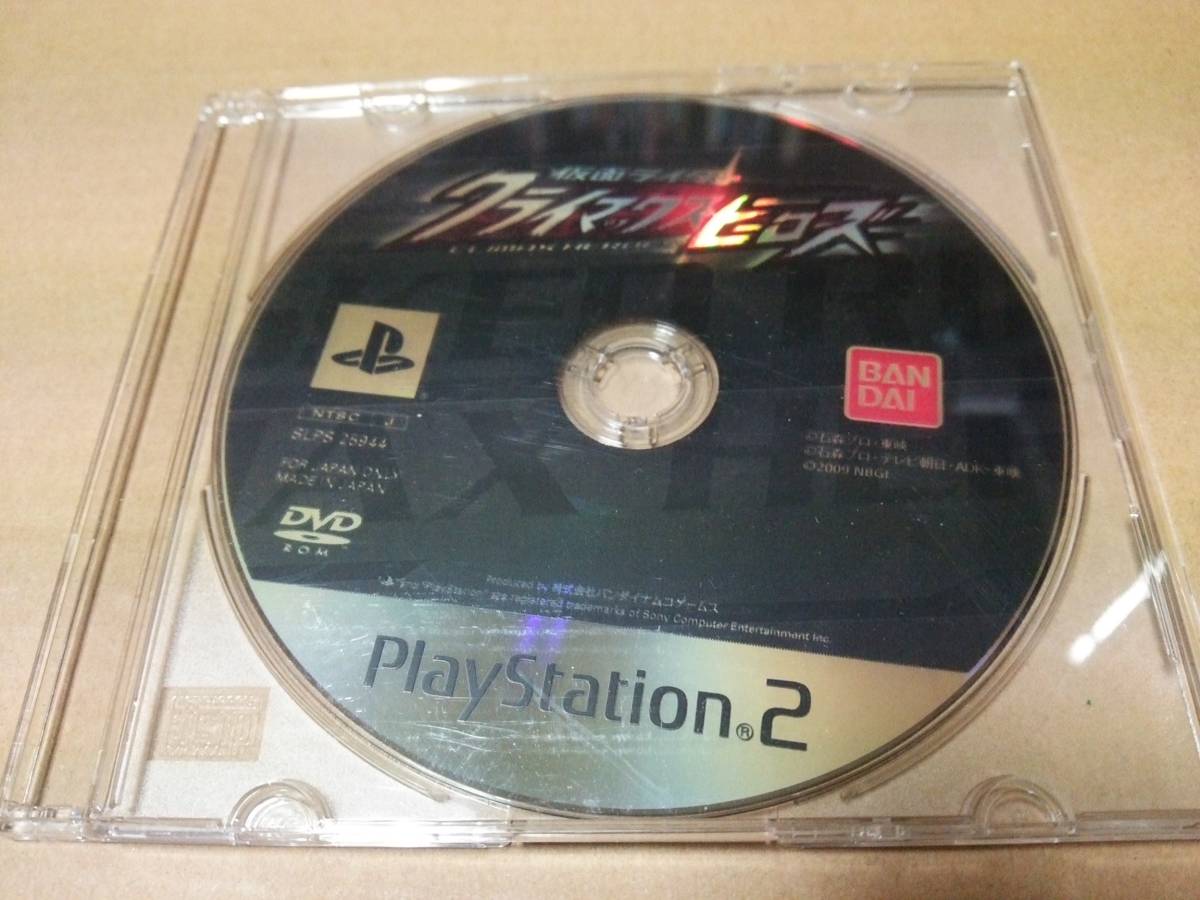 仮面ライダー
クライマックスヒーローズ
CLIMAX HEROES
NTSC J
SLPS 25944
FOR JAPAN ONLY
MADE IN JAPAN
DVD
ROM
BAN
DAI
©石森プロ・東映
©石森プロ・テレビ朝日・ADK・東映
©2009 NBGI
Produced by 株式会社バンダイナムコゲームス
and "PlayStation" are registered trademarks of Sony Computer Entertainment Inc.
PlayStation®2